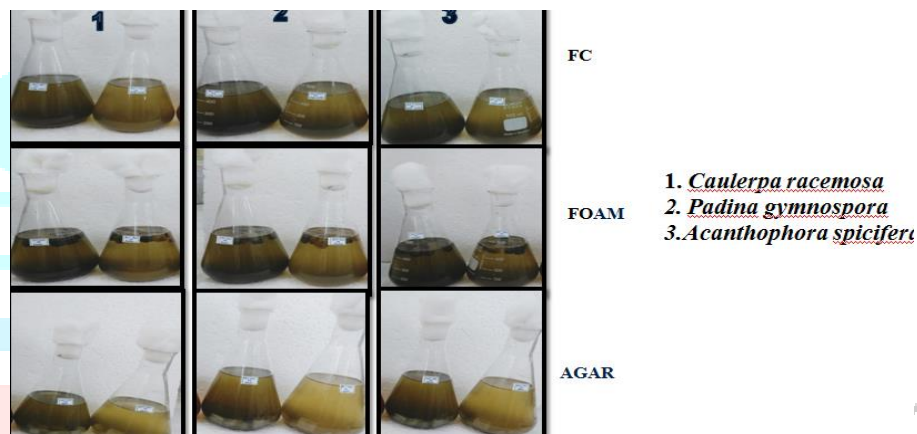 1
2
3
FC
FOAM
AGAR
1. Caulerpa racemosa
2. Padina gymnospora
3.Acanthophora spicifera